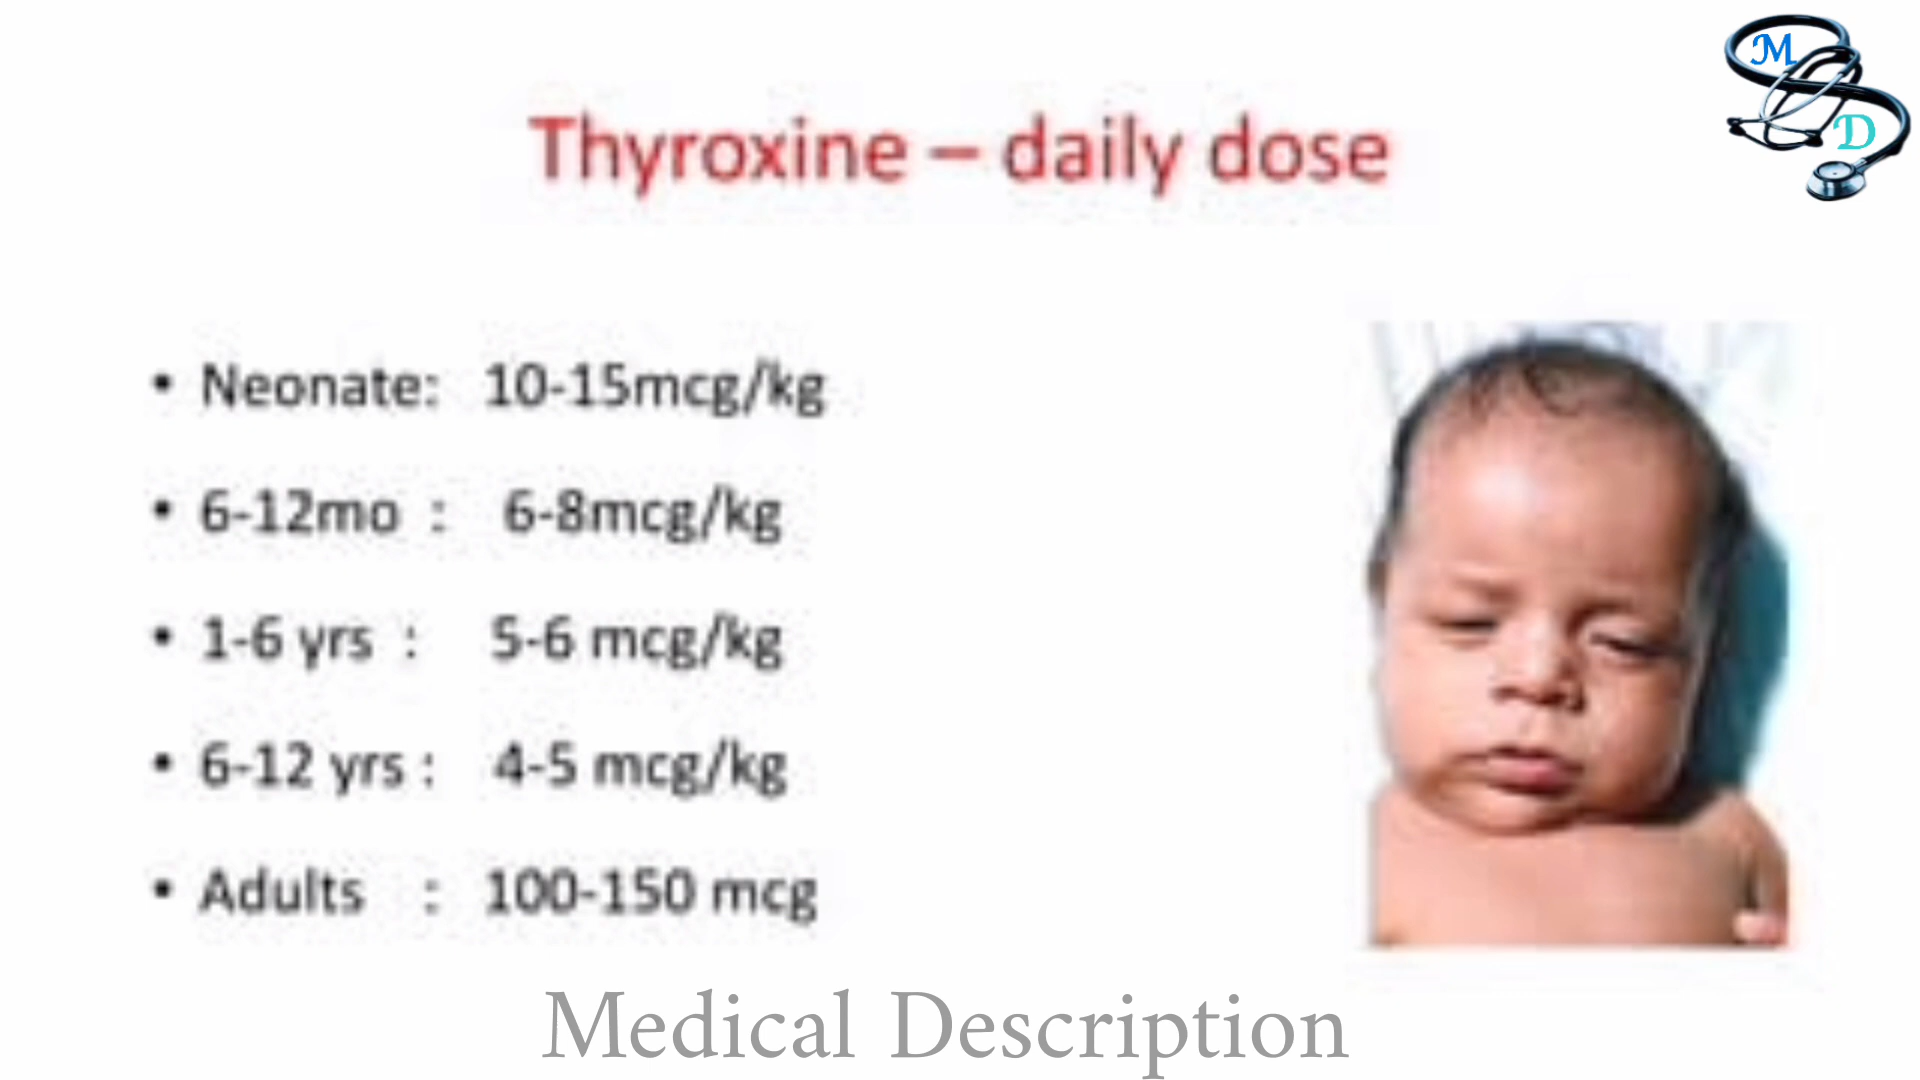 M
D
Thyroxine – daily dose
• Neonate: 10-15mcg/kg
• 6-12mo : 6-8mcg/kg
• 1-6 yrs : 5-6 mcg/kg
• 6-12 yrs : 4-5 mcg/kg
• Adults : 100-150 mcg
Medical Description